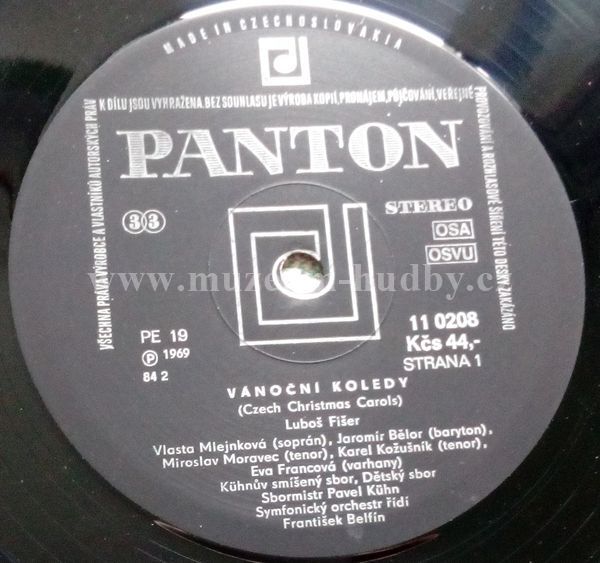 MADE IN CZECHOSLOVAKIA
VŠECHNA PRÁVA VÝROBCE A VLASTNÍKŮ AUTORSKÝCH PRÁV K DÍLU JSOU VYHRAŽENA. BEZ SOUHLASU JE VÝROBA KOPIÍ, PRONÁJEM, PŮJČOVÁNÍ, VEŘEJNÉ PROVOZOVÁNÍ A ROZHLASOVÉ ŠÍŘENÍ TÉTO DESKY ZAKÁZÁNO
PANTON
33
STEREO
OSA
OSVU
www.muzeum-hudby.c
PE 19
11 0208
Ⓟ 1969
Kčs 44,-
84 2
STRANA 1
VÁNOČNÍ KOLEDY
(Czech Christmas Carols)
Luboš Fišer
Vlasta Mlejnková (soprán), Jaromír Bělor (baryton),
Miroslav Moravec (tenor), Karel Kožušník (tenor),
Eva Francová (varhany)
Kühnův smíšený sbor, Dětský sbor
Sbormistr Pavel Kühn
Symfonický orchestr řídí
František Belfín